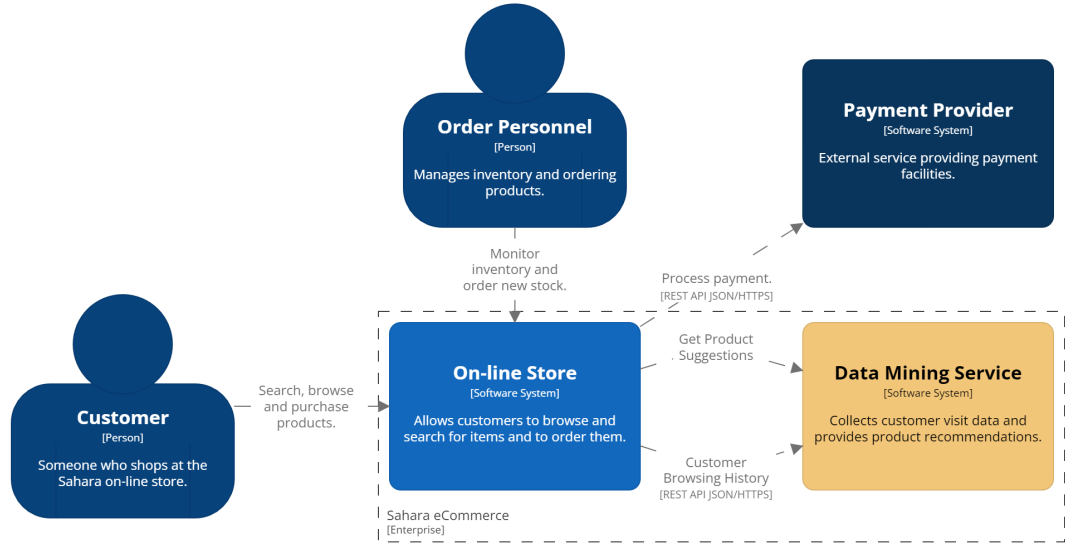 Order Personnel
[Person]
Manages inventory and ordering
products.
Payment Provider
[Software System]
External service providing payment
facilities.
Monitor
inventory and
order new stock.
Process payment.
[REST API JSON/HTTPS]
Customer
[Person]
Someone who shops at the
Sahara on-line store.
Search, browse
and purchase
products.
On-line Store
[Software System]
Allows customers to browse and
search for items and to order them.
Get Product
Suggestions
Customer
Browsing History
[REST API JSON/HTTPS]
Data Mining Service
[Software System]
Collects customer visit data and
provides product recommendations.
Sahara eCommerce
[Enterprise]